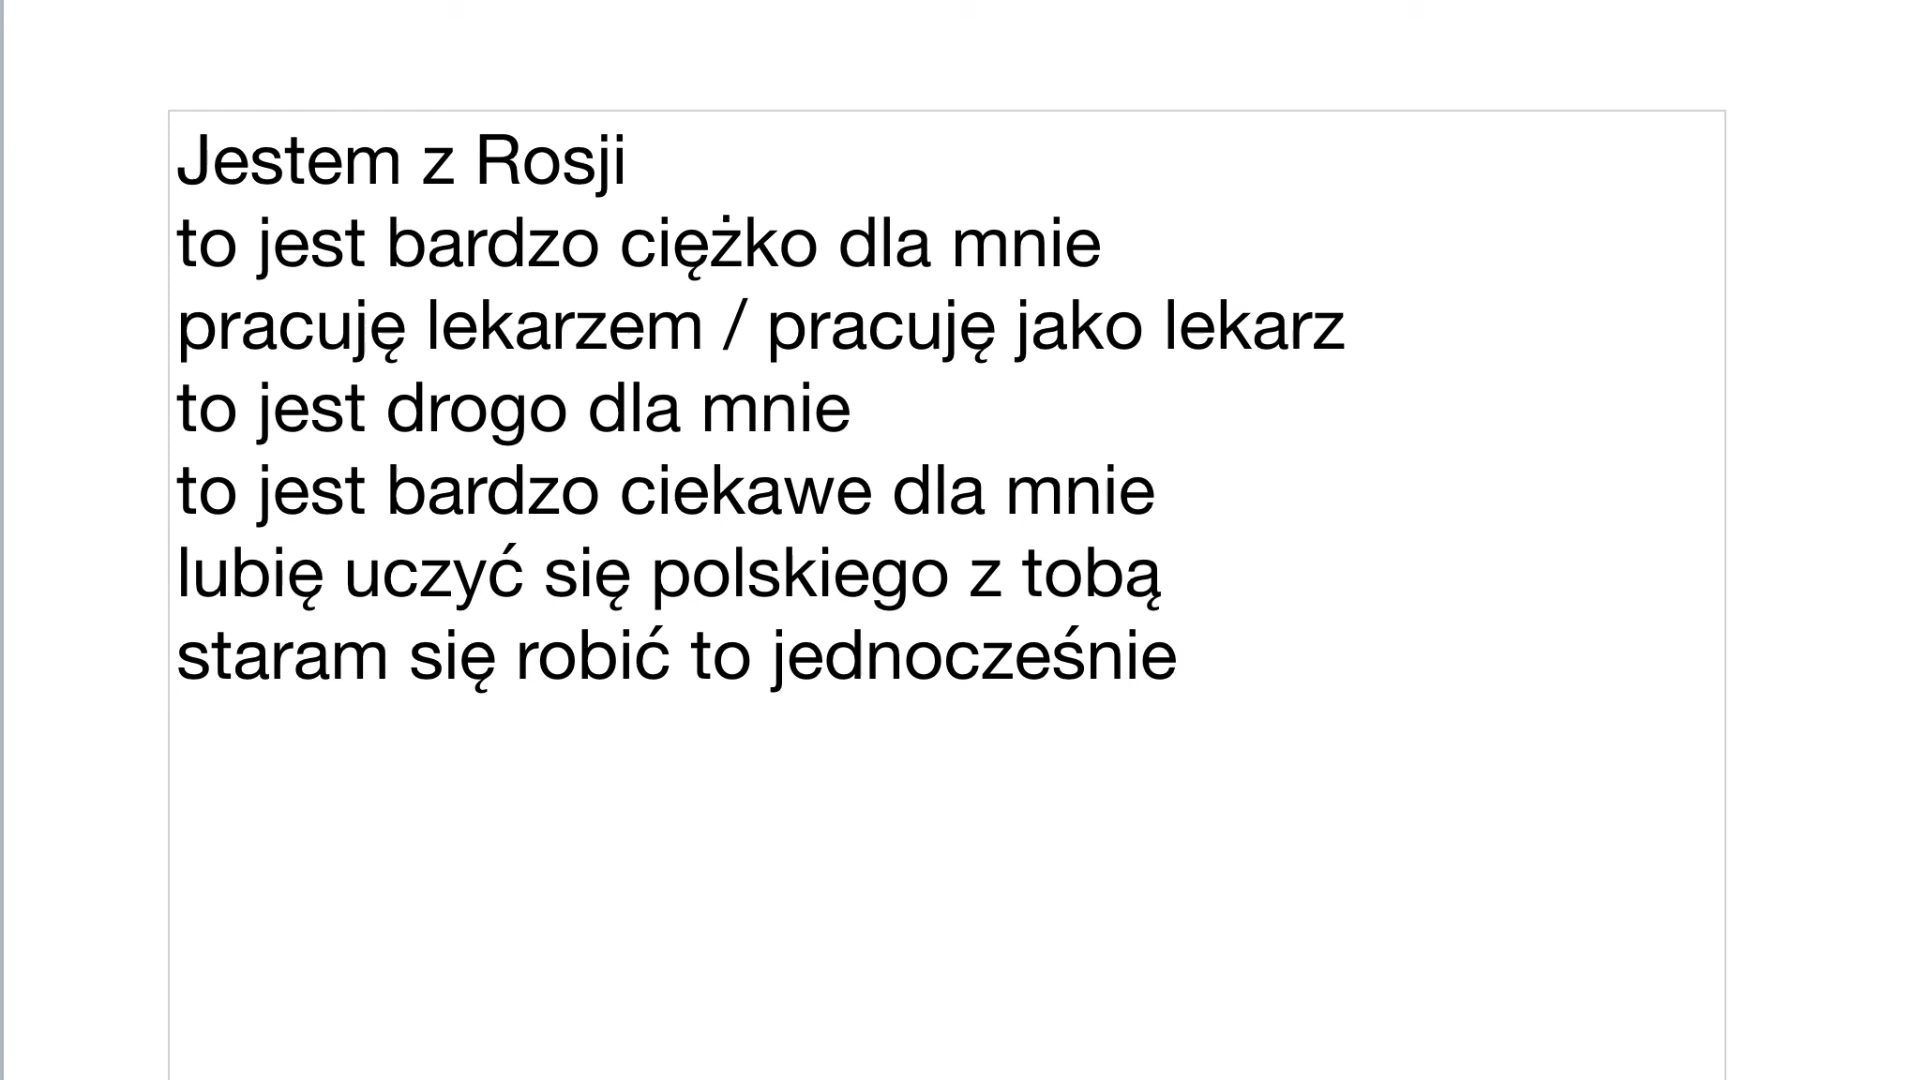 Jestem z Rosji
to jest bardzo ciężko dla mnie
pracuję lekarzem / pracuję jako lekarz
to jest drogo dla mnie
to jest bardzo ciekawe dla mnie
lubię uczyć się polskiego z tobą
staram się robić to jednocześnie